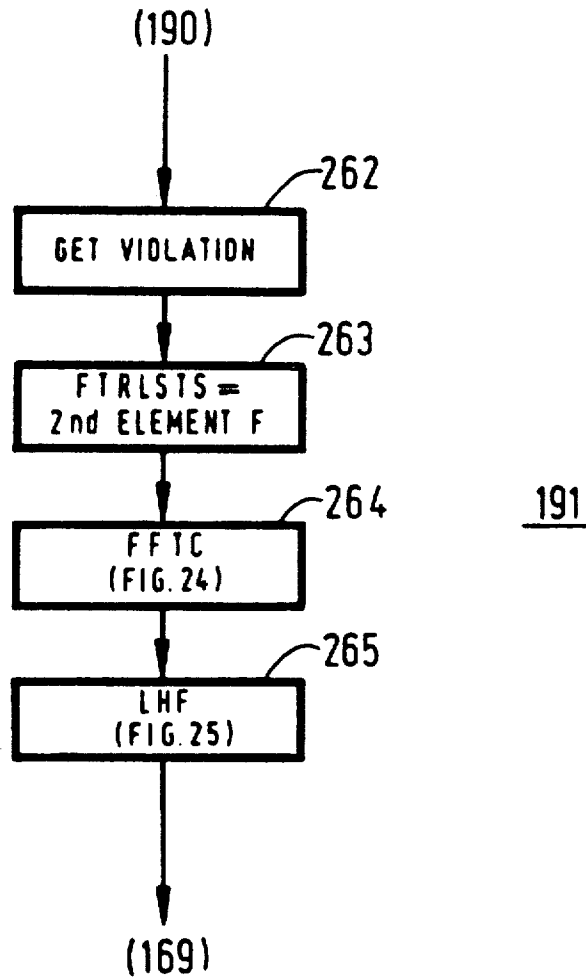 (190)
262
GET VIOLATION
263
FTRLSTS =
2nd ELEMENT F
264
FFTC
(FIG.24)
191
265
LHF
(FIG.25)
(169)